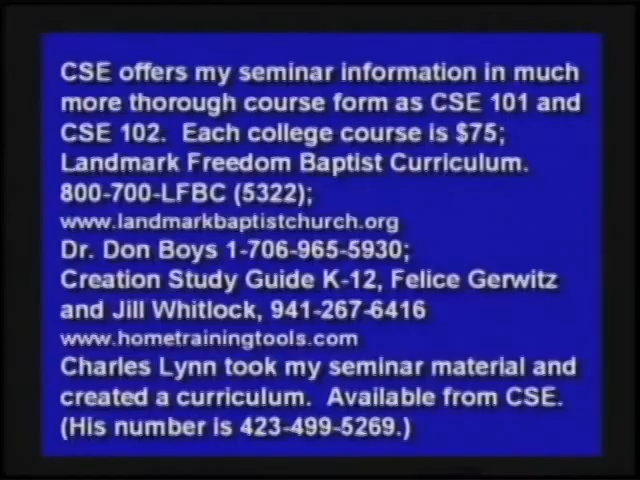 CSE offers my seminar information in much
more thorough course form as CSE 101 and
CSE 102.  Each college course is $75;
Landmark Freedom Baptist Curriculum.
800-700-LFBC (5322);
www.landmarkbaptistchurch.org
Dr. Don Boys 1-706-965-5930;
Creation Study Guide K-12, Felice Gerwitz
and Jill Whitlock, 941-267-6416
www.hometrainingtools.com
Charles Lynn took my seminar material and
created a curriculum.  Available from CSE.
(His number is 423-499-5269.)